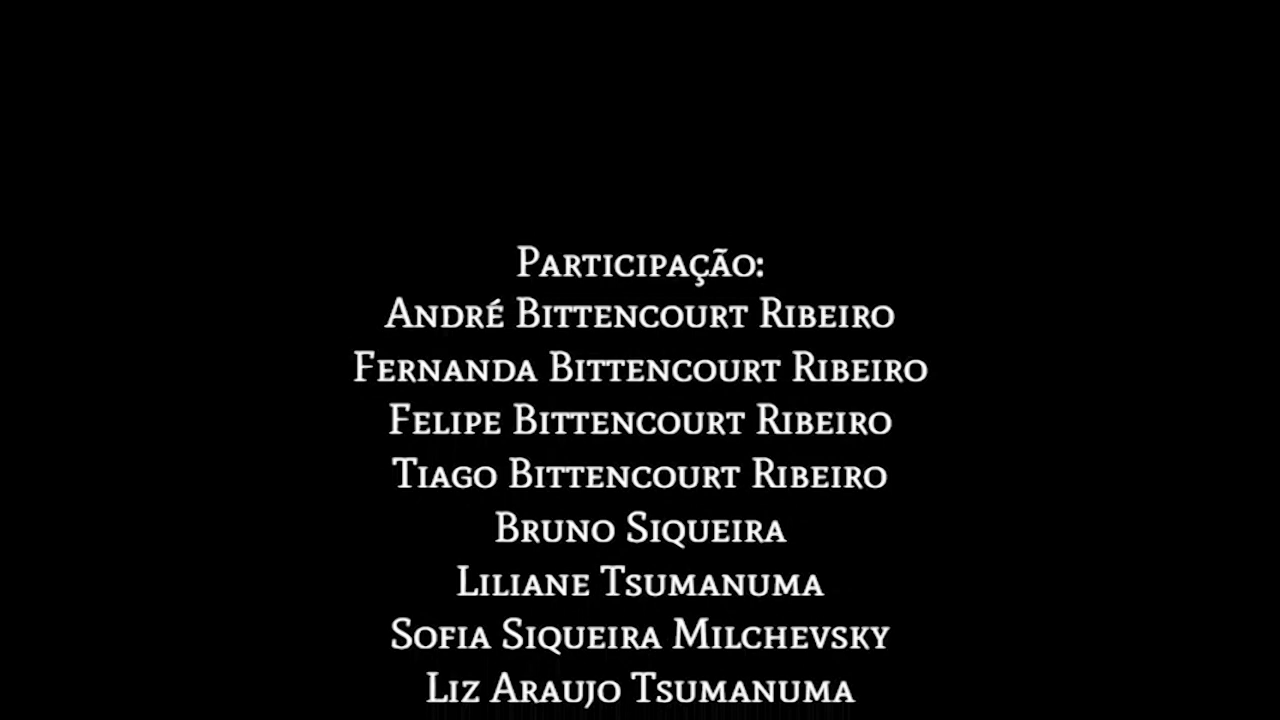 Participação:
André Bittencourt Ribeiro
Fernanda Bittencourt Ribeiro
Felipe Bittencourt Ribeiro
Tiago Bittencourt Ribeiro
Bruno Siqueira
Liliane Tsumanuma
Sofia Siqueira Milchevsky
Liz Araujo Tsumanuma